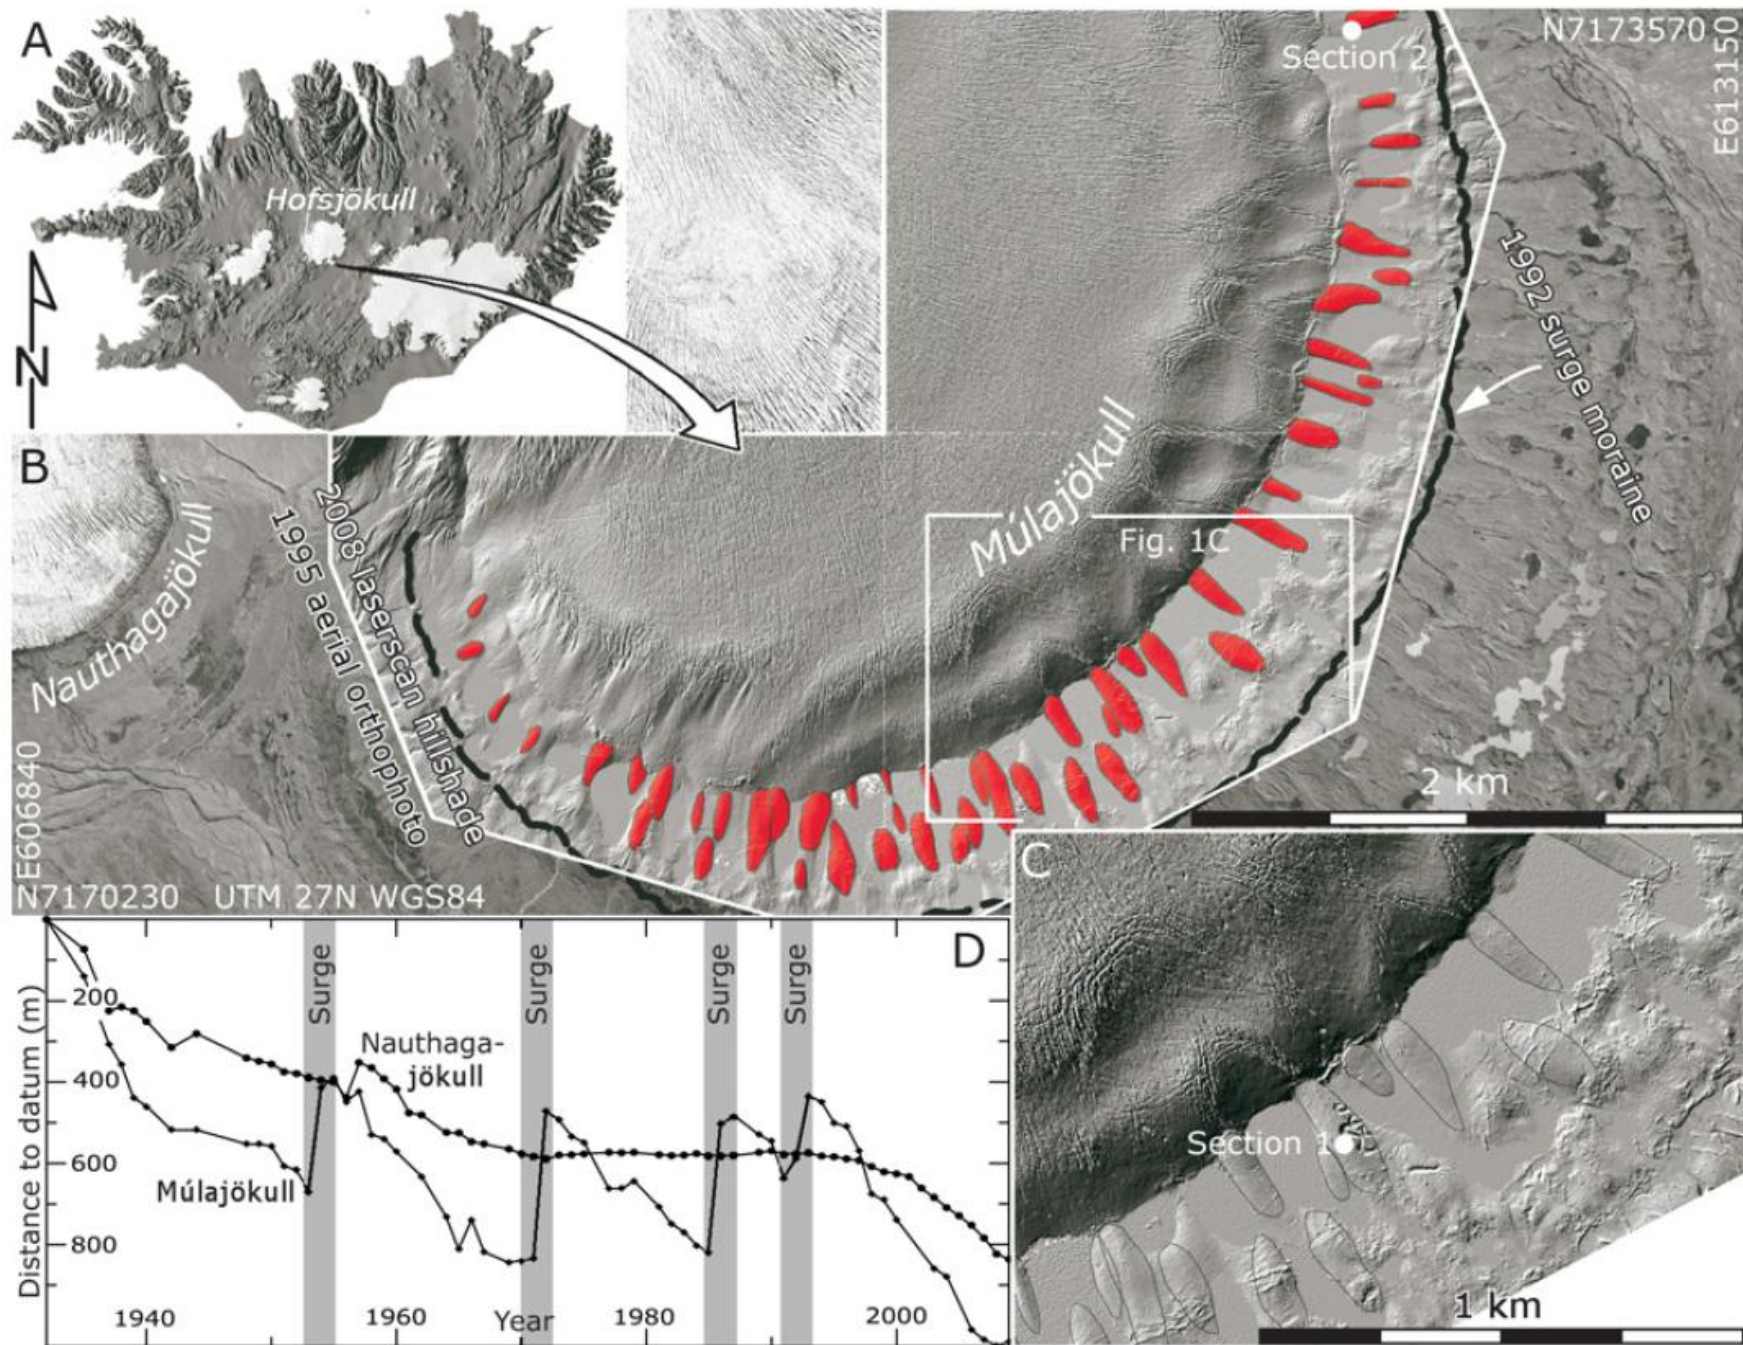 A
Hofsjökull
N
Section 2
N7173570
E613150
1992 surge moraine
B
Múlajökull
Fig. 1C
2008 laserscan hillshade
1995 aerial orthophoto
Nauthagajökull
E606840
N7170230 UTM 27N WGS84
2 km
C
Section 1
1 km
D
Surge
Surge
Surge
Surge
Distance to datum (m)
200
400
600
800
Nauthaga-
jökull
Múlajökull
1940
1960
Year
1980
2000